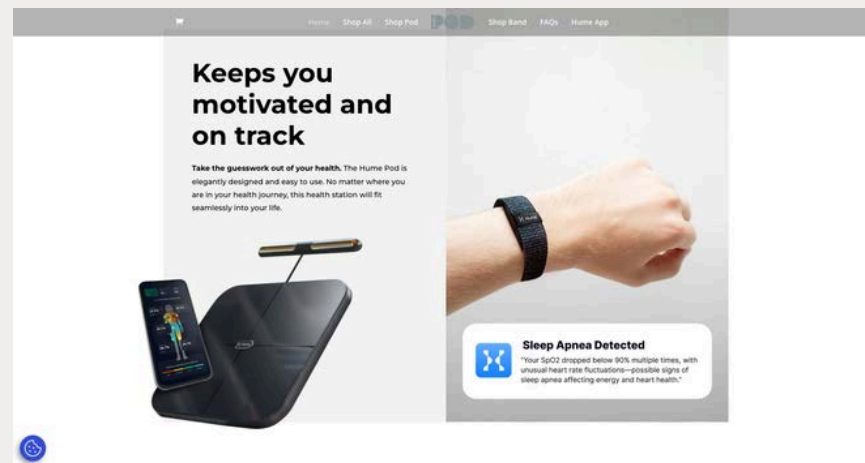 Home Shop All Shop Pod POD Shop Band FAQs Hume App
Keeps you
motivated and
on track
Take the guesswork out of your health. The Hume Pod is
elegantly designed and easy to use. No matter where you
are in your health journey, this health station will fit
seamlessly into your life.
Sleep Apnea Detected
"Your SpO2 dropped below 90% multiple times, with
unusual heart rate fluctuations—possible signs of
sleep apnea affecting energy and heart health."